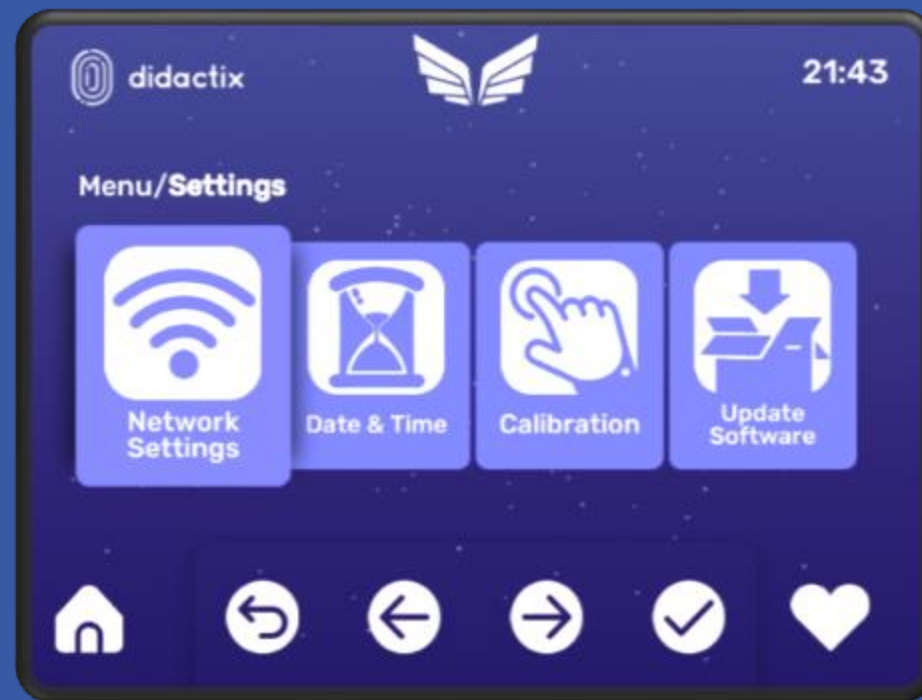 didactix
21:43
Menu/Settings
Network
Settings
Date & Time
Calibration
Update
Software